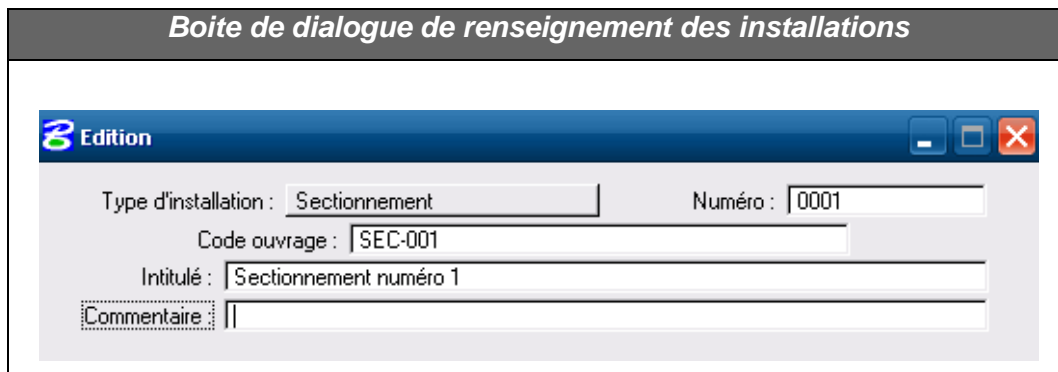 Boite de dialogue de renseignement des installations
Edition
Type d'installation : Sectionnement Numéro : 0001
Code ouvrage : SEC-001
Intitulé : Sectionnement numéro 1
Commentaire :